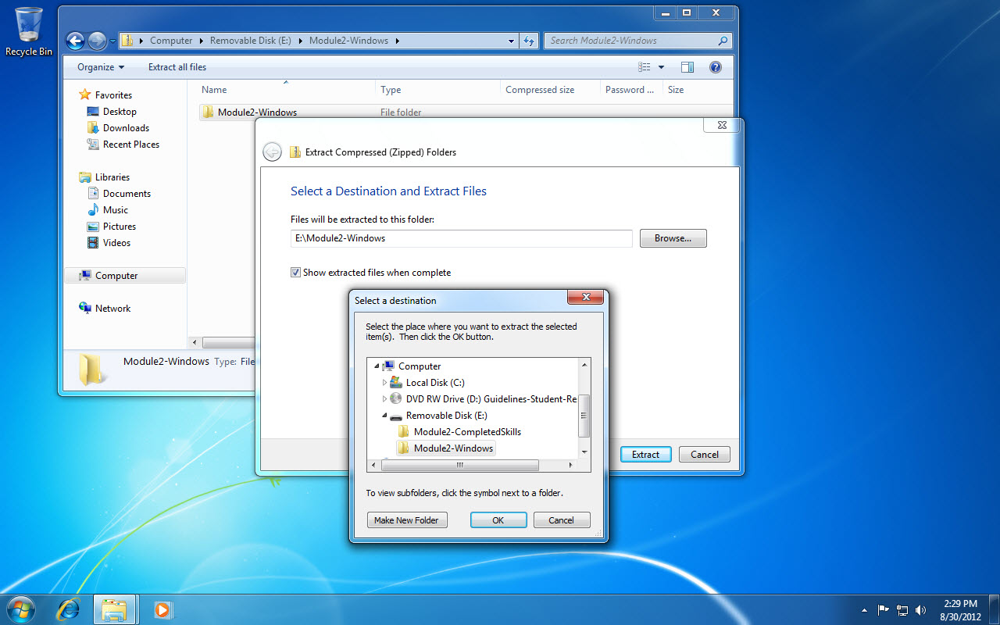 Recycle Bin
Computer
Removable Disk (E:)
Module2-Windows
Search Module2-Windows
Organize
Extract all files
Favorites
Desktop
Downloads
Recent Places
Libraries
Documents
Music
Pictures
Videos
Computer
Network
Name
Type
Compressed size
Password ...
Size
Module2-Windows
File folder
Module2-Windows Type: File
Extract Compressed (Zipped) Folders
Select a Destination and Extract Files
Files will be extracted to this folder:
E:\Module2-Windows
Browse...
Show extracted files when complete
Extract
Cancel
Select a destination
Select the place where you want to extract the selected
item(s). Then click the OK button.
Computer
Local Disk (C:)
DVD RW Drive (D:) Guidelines-Student-Re
Removable Disk (E:)
Module2-CompletedSkills
Module2-Windows
To view subfolders, click the symbol next to a folder.
Make New Folder
OK
Cancel
2:29 PM
8/30/2012